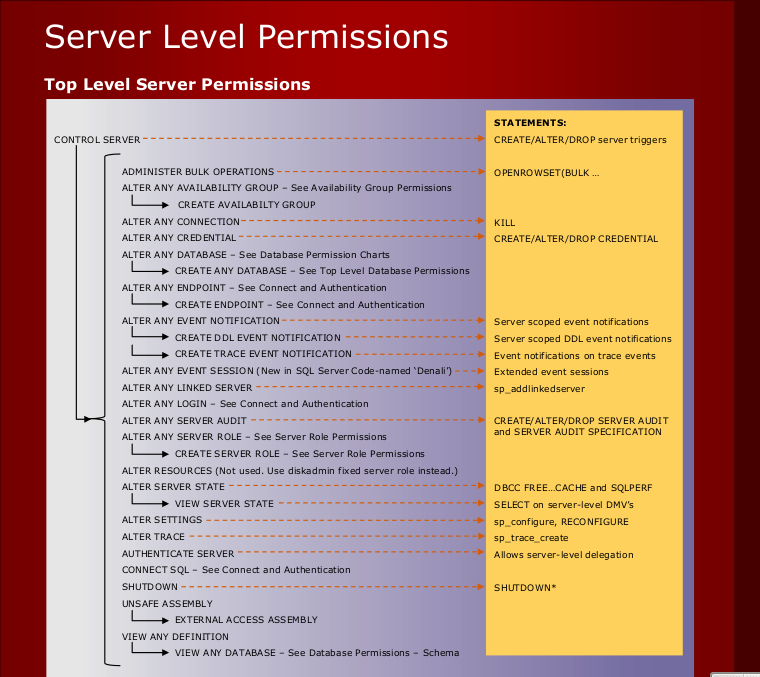 Server Level Permissions
Top Level Server Permissions
STATEMENTS:
CONTROL SERVER CREATE/ALTER/DROP server triggers
ADMINISTER BULK OPERATIONS OPENROWSET(BULK ...
ALTER ANY AVAILABILITY GROUP – See Availability Group Permissions
CREATE AVAILABILTY GROUP
ALTER ANY CONNECTION KILL
ALTER ANY CREDENTIAL CREATE/ALTER/DROP CREDENTIAL
ALTER ANY DATABASE – See Database Permission Charts
CREATE ANY DATABASE – See Top Level Database Permissions
ALTER ANY ENDPOINT – See Connect and Authentication
CREATE ENDPOINT – See Connect and Authentication
ALTER ANY EVENT NOTIFICATION Server scoped event notifications
CREATE DDL EVENT NOTIFICATION Server scoped DDL event notifications
CREATE TRACE EVENT NOTIFICATION Event notifications on trace events
ALTER ANY EVENT SESSION (New in SQL Server Code-named ‘Denali’) Extended event sessions
ALTER ANY LINKED SERVER sp_addlinkedserver
ALTER ANY LOGIN – See Connect and Authentication
ALTER ANY SERVER AUDIT CREATE/ALTER/DROP SERVER AUDIT
and SERVER AUDIT SPECIFICATION
ALTER ANY SERVER ROLE – See Server Role Permissions
CREATE SERVER ROLE – See Server Role Permissions
ALTER RESOURCES (Not used. Use diskadmin fixed server role instead.)
ALTER SERVER STATE DBCC FREE...CACHE and SQLPERF
VIEW SERVER STATE SELECT on server-level DMV’s
ALTER SETTINGS sp_configure, RECONFIGURE
ALTER TRACE sp_trace_create
AUTHENTICATE SERVER Allows server-level delegation
CONNECT SQL – See Connect and Authentication
SHUTDOWN SHUTDOWN*
UNSAFE ASSEMBLY
EXTERNAL ACCESS ASSEMBLY
VIEW ANY DEFINITION
VIEW ANY DATABASE – See Database Permissions – Schema